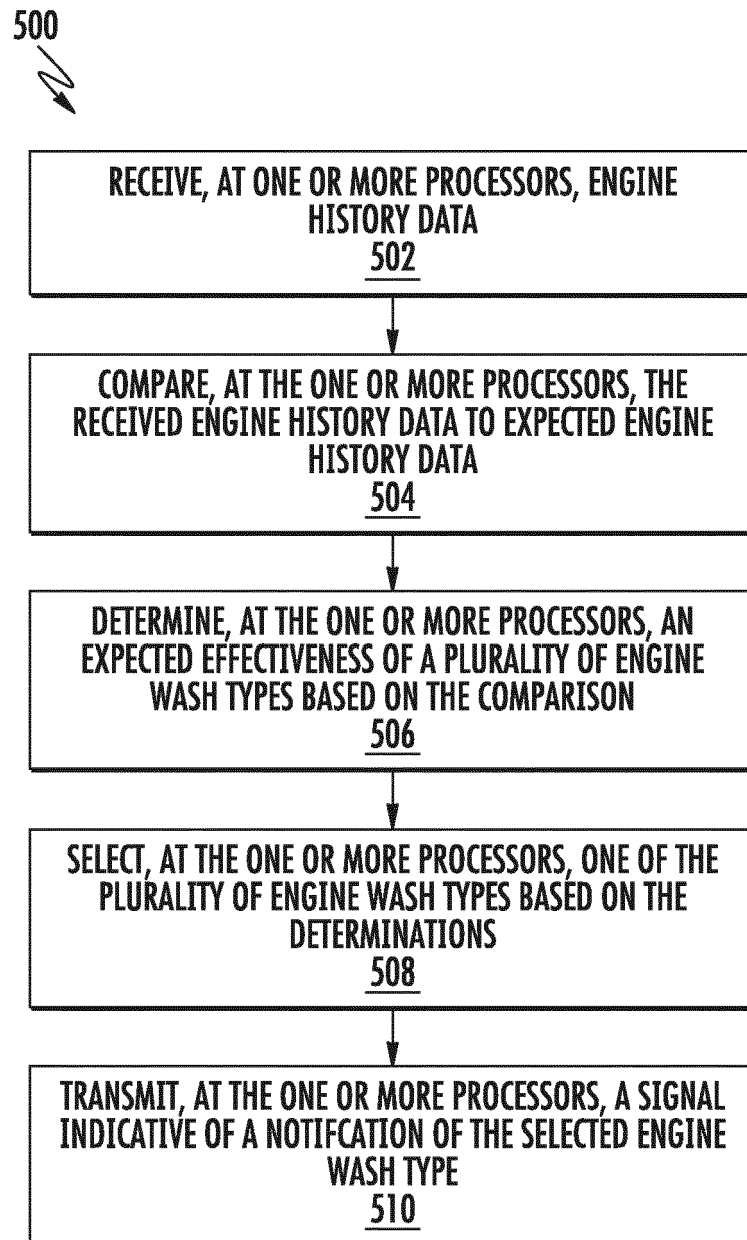 500
RECEIVE, AT ONE OR MORE PROCESSORS, ENGINE
HISTORY DATA
502
COMPARE, AT THE ONE OR MORE PROCESSORS, THE
RECEIVED ENGINE HISTORY DATA TO EXPECTED ENGINE
HISTORY DATA
504
DETERMINE, AT THE ONE OR MORE PROCESSORS, AN
EXPECTED EFFECTIVENESS OF A PLURALITY OF ENGINE
WASH TYPES BASED ON THE COMPARISON
506
SELECT, AT THE ONE OR MORE PROCESSORS, ONE OF THE
PLURALITY OF ENGINE WASH TYPES BASED ON THE
DETERMINATIONS
508
TRANSMIT, AT THE ONE OR MORE PROCESSORS, A SIGNAL
INDICATIVE OF A NOTIFCATION OF THE SELECTED ENGINE
WASH TYPE
510